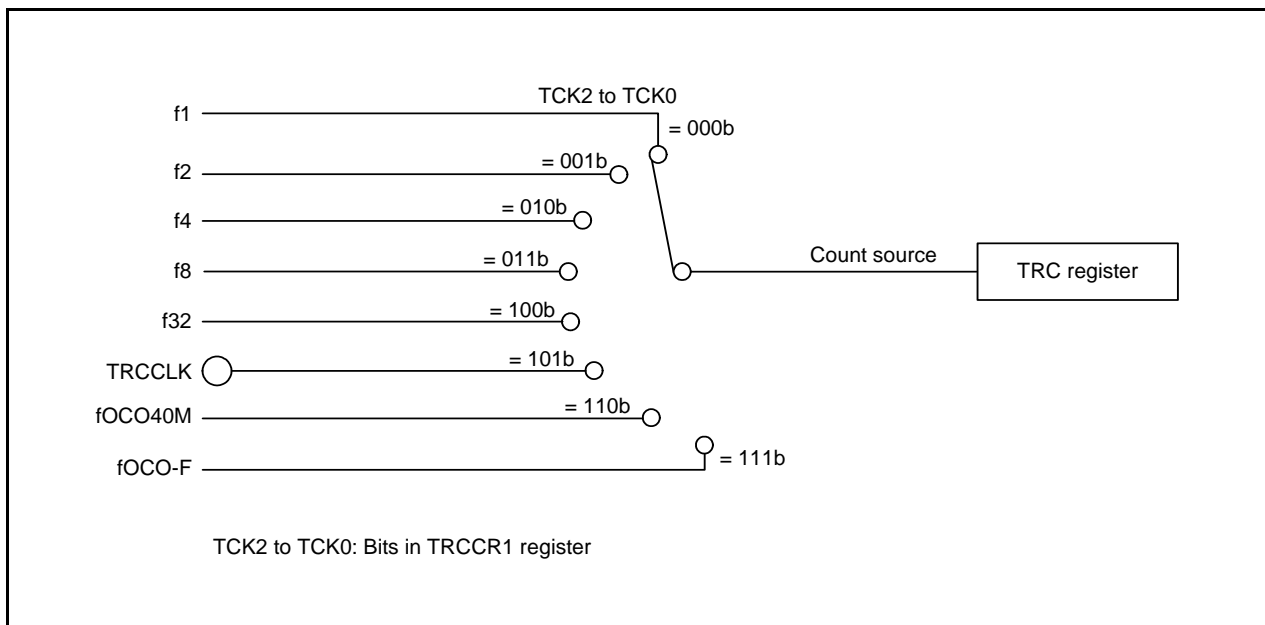 TCK2 to TCK0
f1
= 000b
f2
= 001b
f4
= 010b
f8
= 011b
Count source
TRC register
f32
= 100b
TRCCLK
= 101b
fOCO40M
= 110b
fOCO-F
= 111b
TCK2 to TCK0: Bits in TRCCR1 register